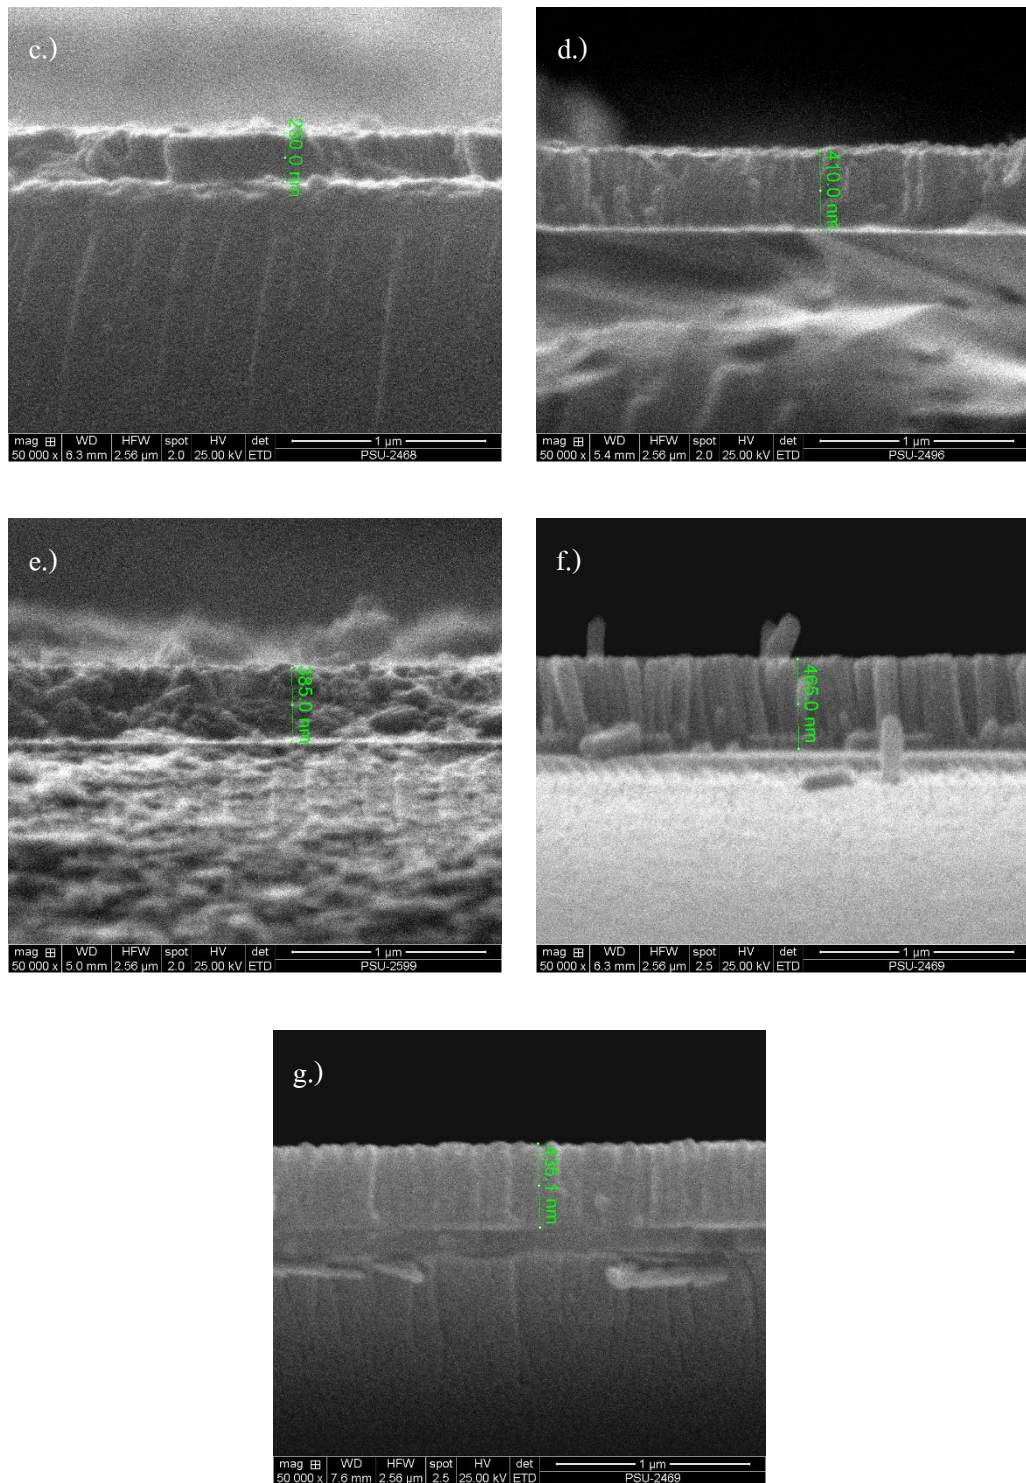 c.)
260.0 nm
mag ⊞ WD HFW spot HV det 1 µm
50 000 x 6.3 mm 2.56 µm 2.0 25.00 kV ETD PSU-2468
d.)
410.0 nm
mag ⊞ WD HFW spot HV det 1 µm
50 000 x 5.4 mm 2.56 µm 2.0 25.00 kV ETD PSU-2496
e.)
385.0 nm
mag ⊞ WD HFW spot HV det 1 µm
50 000 x 5.0 mm 2.56 µm 2.0 25.00 kV ETD PSU-2599
f.)
465.0 nm
mag ⊞ WD HFW spot HV det 1 µm
50 000 x 6.3 mm 2.56 µm 2.5 25.00 kV ETD PSU-2469
g.)
435.1 nm
mag ⊞ WD HFW spot HV det 1 µm
50 000 x 7.6 mm 2.56 µm 2.5 25.00 kV ETD PSU-2469